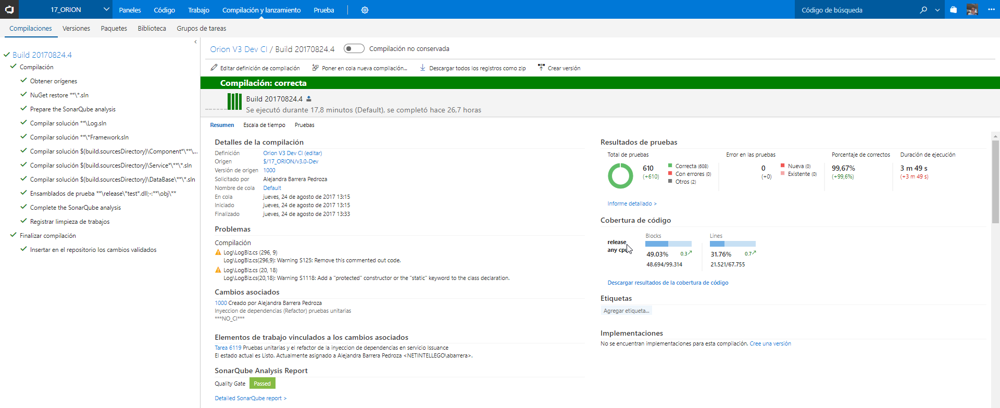 17_ORION
Paneles
Código
Trabajo
Compilación y lanzamiento
Prueba
Código de búsqueda
Compilaciones
Versiones
Paquetes
Biblioteca
Grupos de tareas
Build 20170824.4
Compilación
Obtener orígenes
NuGet restore **\*.sln
Prepare the SonarQube analysis
Compilar solución **\Log.sln
Compilar solución **\*Framework.sln
Compilar solución $(build.sourcesDirectory)\Component*\**\...
Compilar solución $(build.sourcesDirectory)\Service*\**\*.sln
Compilar solución $(build.sourcesDirectory)\DataBase\**\*.sln
Ensamblados de prueba **\release\*test*.dll;-:**\obj\**
Complete the SonarQube analysis
Registrar limpieza de trabajos
Finalizar compilación
Insertar en el repositorio los cambios validados
Orion V3 Dev CI / Build 20170824.4
Compilación no conservada
Editar definición de compilación
Poner en cola nueva compilación...
Descargar todos los registros como zip
Crear versión
Compilación: correcta
Build 20170824.4
Se ejecutó durante 17,8 minutos (Default), se completó hace 26,7 horas
Resumen
Escala de tiempo
Pruebas
Detalles de la compilación
Definición Orion V3 Dev CI (editar)
Origen $/17_ORION/v3.0-Dev
Versión de origen 1000
Solicitado por Alejandra Barrera Pedroza
Nombre de cola Default
En cola jueves, 24 de agosto de 2017 13:15
Iniciado jueves, 24 de agosto de 2017 13:15
Finalizado jueves, 24 de agosto de 2017 13:33
Problemas
Compilación
Log\LogBiz.cs (296, 9)
Log\LogBiz.cs(296,9): Warning S125: Remove this commented out code.
Log\LogBiz.cs (20, 18)
Log\LogBiz.cs(20,18): Warning S1118: Add a "protected" constructor or the "static" keyword to the class declaration.
Cambios asociados
1000 Creado por Alejandra Barrera Pedroza
Inyeccion de dependencias (Refactor) pruebas unitarias
***NO_CI***
Elementos de trabajo vinculados a los cambios asociados
Tarea 6119 Pruebas unitarias y el refactor de la inyeccion de dependencias en servicio Issuance
El estado actual es Listo. Actualmente asignado a Alejandra Barrera Pedroza <NETINTELLEGO\abarrera>.
SonarQube Analysis Report
Quality Gate Passed
Detailed SonarQube report >
Resultados de pruebas
Total de pruebas
610
(+610)
Correcta (608)
Con errores (0)
Otros (2)
Error en las pruebas
0
(+0)
Nueva (0)
Existente (0)
Porcentaje de correctos
99,67%
(+99,6%)
Duración de ejecución
3 m 49 s
(+3 m 49 s)
Informe detallado >
Cobertura de código
release
any cpu
Blocks
49.03% 0.3
48.694/99.314
Lines
31.76% 0.7
21.521/67.755
Descargar resultados de la cobertura de código
Etiquetas
Agregar etiqueta...
Implementaciones
No se encuentran implementaciones para esta compilación. Cree una versión